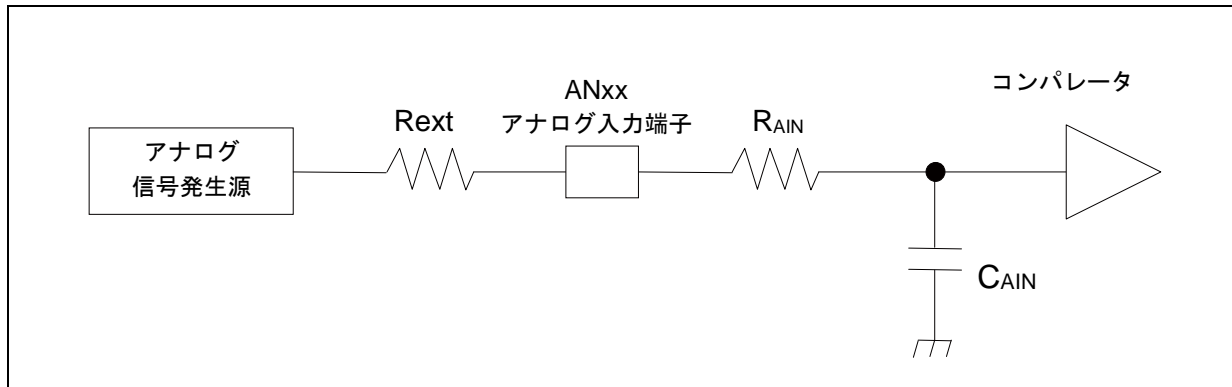 コンパレータ
ANxx
アナログ入力端子
Rext
RAIN
アナログ
信号発生源
CAIN